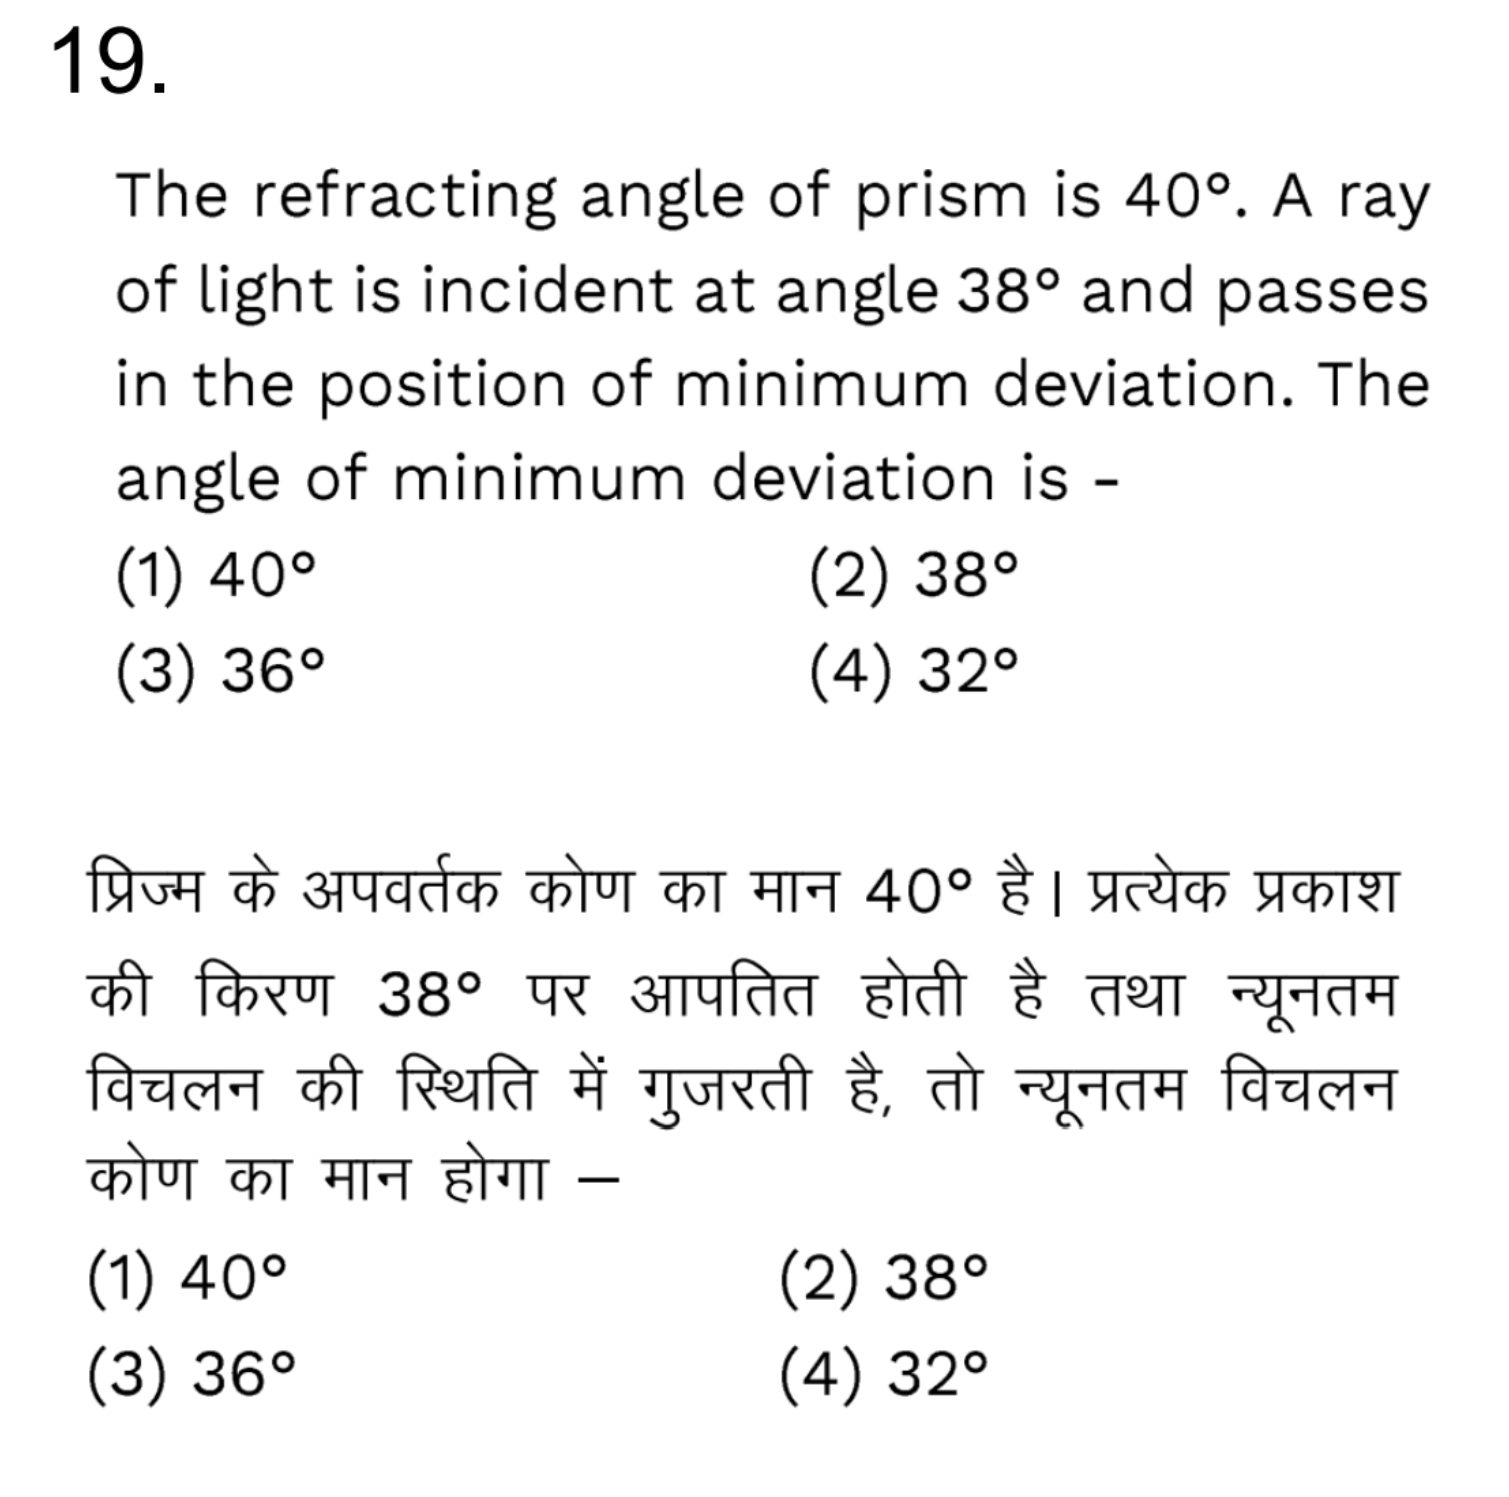 19.
The refracting angle of prism is 40°. A ray
of light is incident at angle 38° and passes
in the position of minimum deviation. The
angle of minimum deviation is -
(1) 40° (2) 38°
(3) 36° (4) 32°
प्रिज्म के अपवर्तक कोण का मान 40° है। प्रत्येक प्रकाश
की किरण 38° पर आपतित होती है तथा न्यूनतम
विचलन की स्थिति में गुजरती है, तो न्यूनतम विचलन
कोण का मान होगा –
(1) 40° (2) 38°
(3) 36° (4) 32°